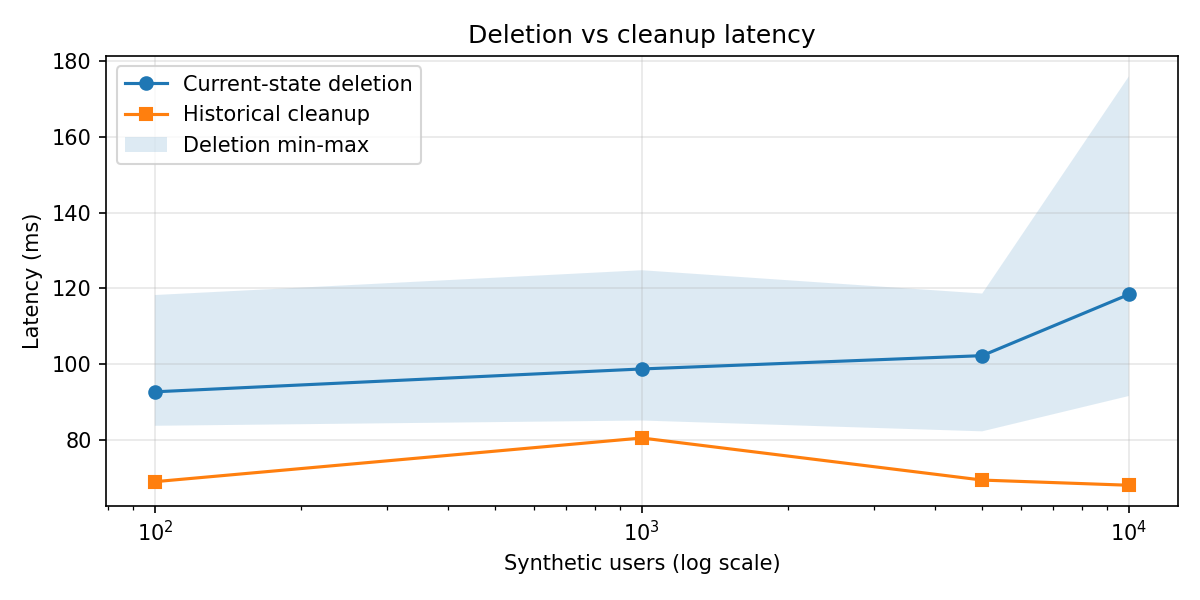 Deletion vs cleanup latency
Current-state deletion
Historical cleanup
Deletion min-max
Latency (ms)
180
160
140
120
100
80
10²
10³
10⁴
Synthetic users (log scale)